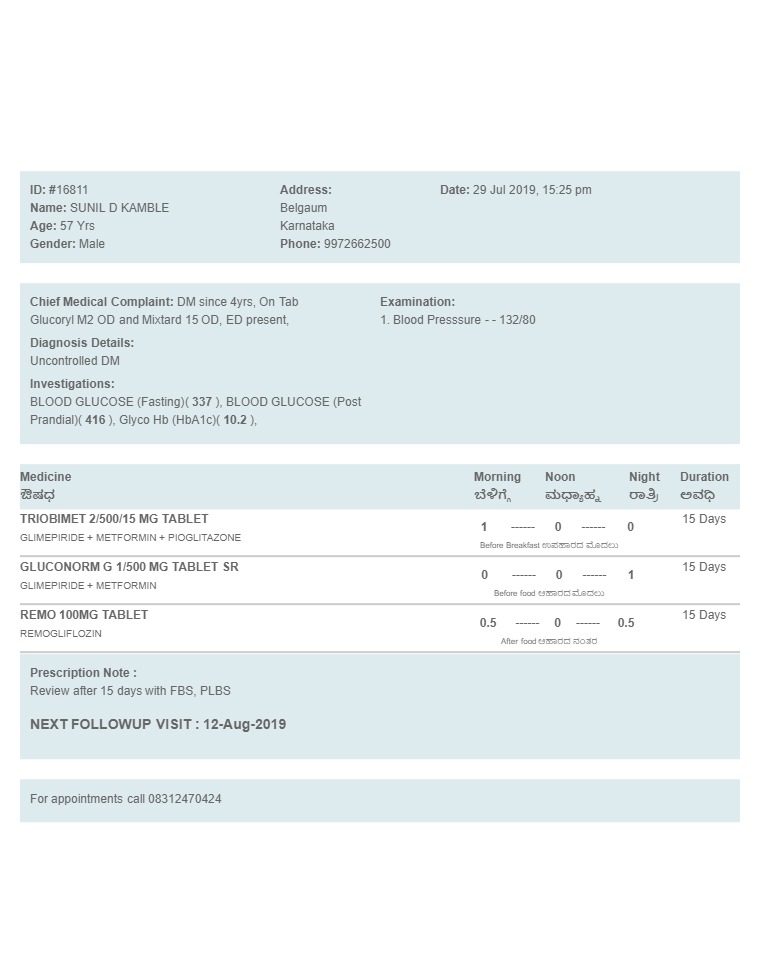 ID: #16811
Name: SUNIL D KAMBLE
Age: 57 Yrs
Gender: Male
Address:
Belgaum
Karnataka
Phone: 9972662500
Date: 29 Jul 2019, 15:25 pm
Chief Medical Complaint: DM since 4yrs, On Tab
Glucoryl M2 OD and Mixtard 15 OD, ED present,
Diagnosis Details:
Uncontrolled DM
Investigations:
BLOOD GLUCOSE (Fasting)( 337 ), BLOOD GLUCOSE (Post
Prandial)( 416 ), Glyco Hb (HbA1c)( 10.2 ),
Examination:
1. Blood Presssure - - 132/80
Medicine Morning Noon Night Duration
ಔಷಧ ಬೆಳಿಗ್ಗೆ ಮಧ್ಯಾಹ್ನ ರಾತ್ರಿ ಅವಧಿ
TRIOBIMET 2/500/15 MG TABLET 1 ------ 0 ------ 0 15 Days
GLIMEPIRIDE + METFORMIN + PIOGLITAZONE
Before Breakfast ಉಪಹಾರದ ಮೊದಲು
GLUCONORM G 1/500 MG TABLET SR 0 ------ 0 ------ 1 15 Days
GLIMEPIRIDE + METFORMIN
Before food ಆಹಾರದ ಮೊದಲು
REMO 100MG TABLET 0.5 ------ 0 ------ 0.5 15 Days
REMOGLIFLOZIN
After food ಆಹಾರದ ನಂತರ
Prescription Note :
Review after 15 days with FBS, PLBS
NEXT FOLLOWUP VISIT : 12-Aug-2019
For appointments call 08312470424